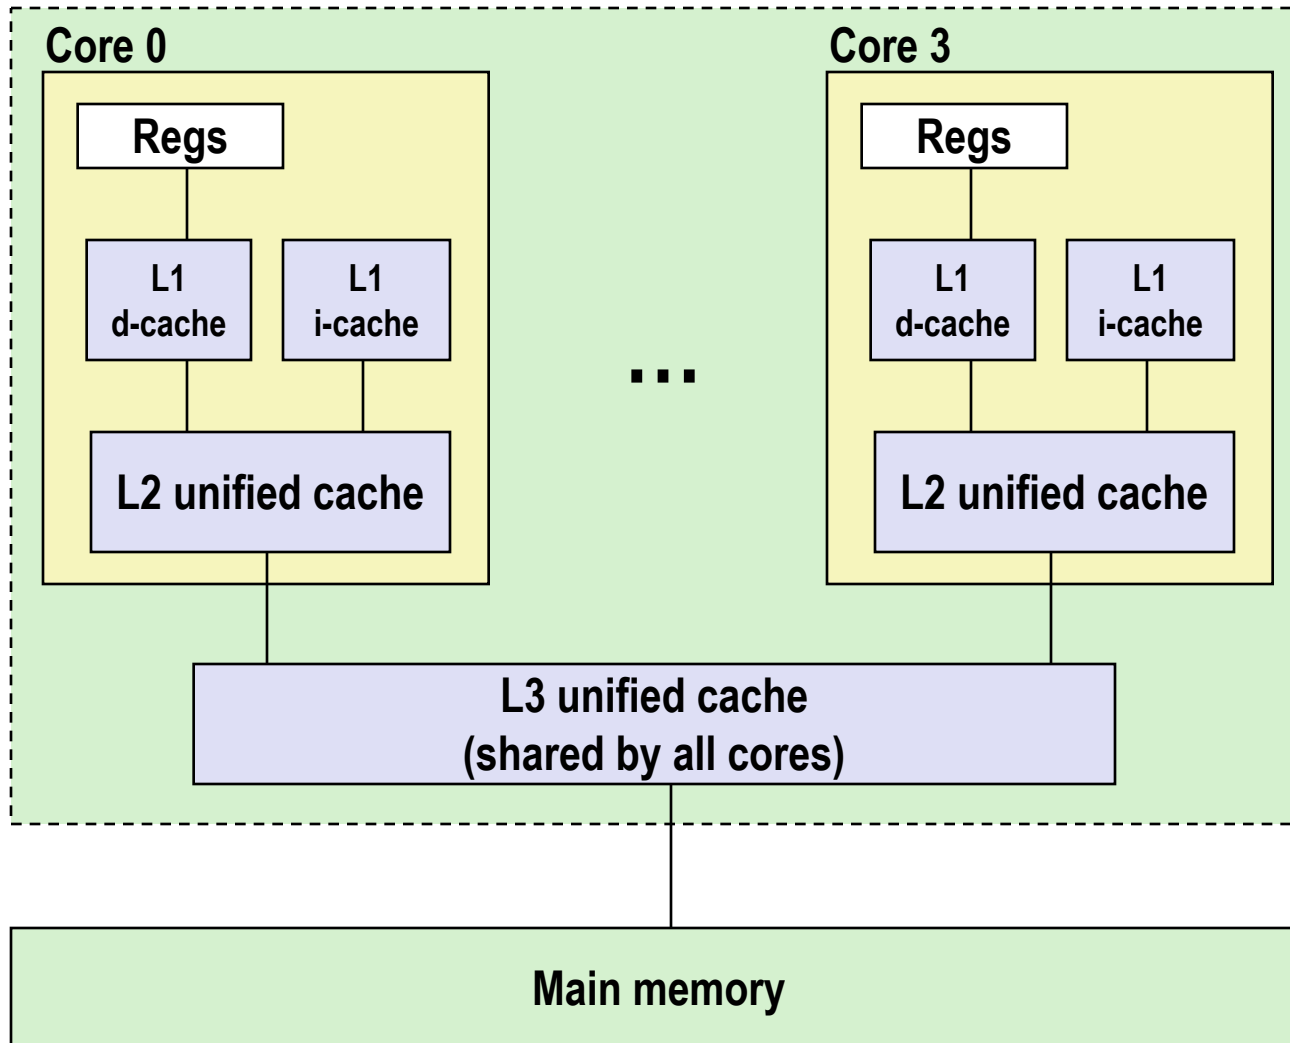 Core 0
Regs
L1
d-cache
L1
i-cache
L2 unified cache
...
Core 3
Regs
L1
d-cache
L1
i-cache
L2 unified cache
L3 unified cache
(shared by all cores)
Main memory